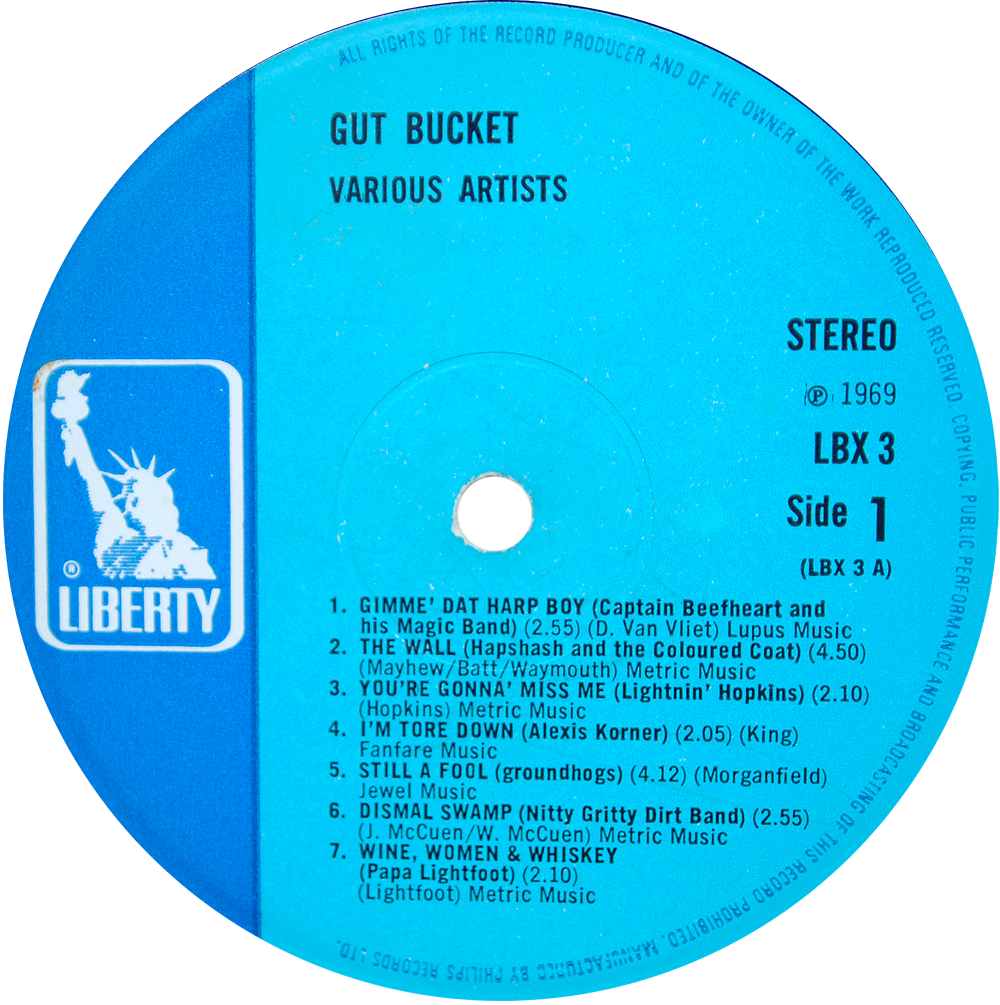 ALL RIGHTS OF THE RECORD PRODUCER AND OF THE OWNER OF THE WORK REPRODUCED RESERVED. COPYING, PUBLIC PERFORMANCE AND BROADCASTING OF THIS RECORD PROHIBITED. MANUFACTURED BY PHILIPS RECORDS LTD.
GUT BUCKET
VARIOUS ARTISTS
STEREO
℗ 1969
LBX 3
Side 1
(LBX 3 A)
®
LIBERTY
1. GIMME' DAT HARP BOY (Captain Beefheart and
his Magic Band) (2.55) (D. Van Vliet) Lupus Music
2. THE WALL (Hapshash and the Coloured Coat) (4.50)
(Mayhew/Batt/Waymouth) Metric Music
3. YOU'RE GONNA' MISS ME (Lightnin' Hopkins) (2.10)
(Hopkins) Metric Music
4. I'M TORE DOWN (Alexis Korner) (2.05) (King)
Fanfare Music
5. STILL A FOOL (groundhogs) (4.12) (Morganfield)
Jewel Music
6. DISMAL SWAMP (Nitty Gritty Dirt Band) (2.55)
(J. McCuen/W. McCuen) Metric Music
7. WINE, WOMEN & WHISKEY
(Papa Lightfoot) (2.10)
(Lightfoot) Metric Music